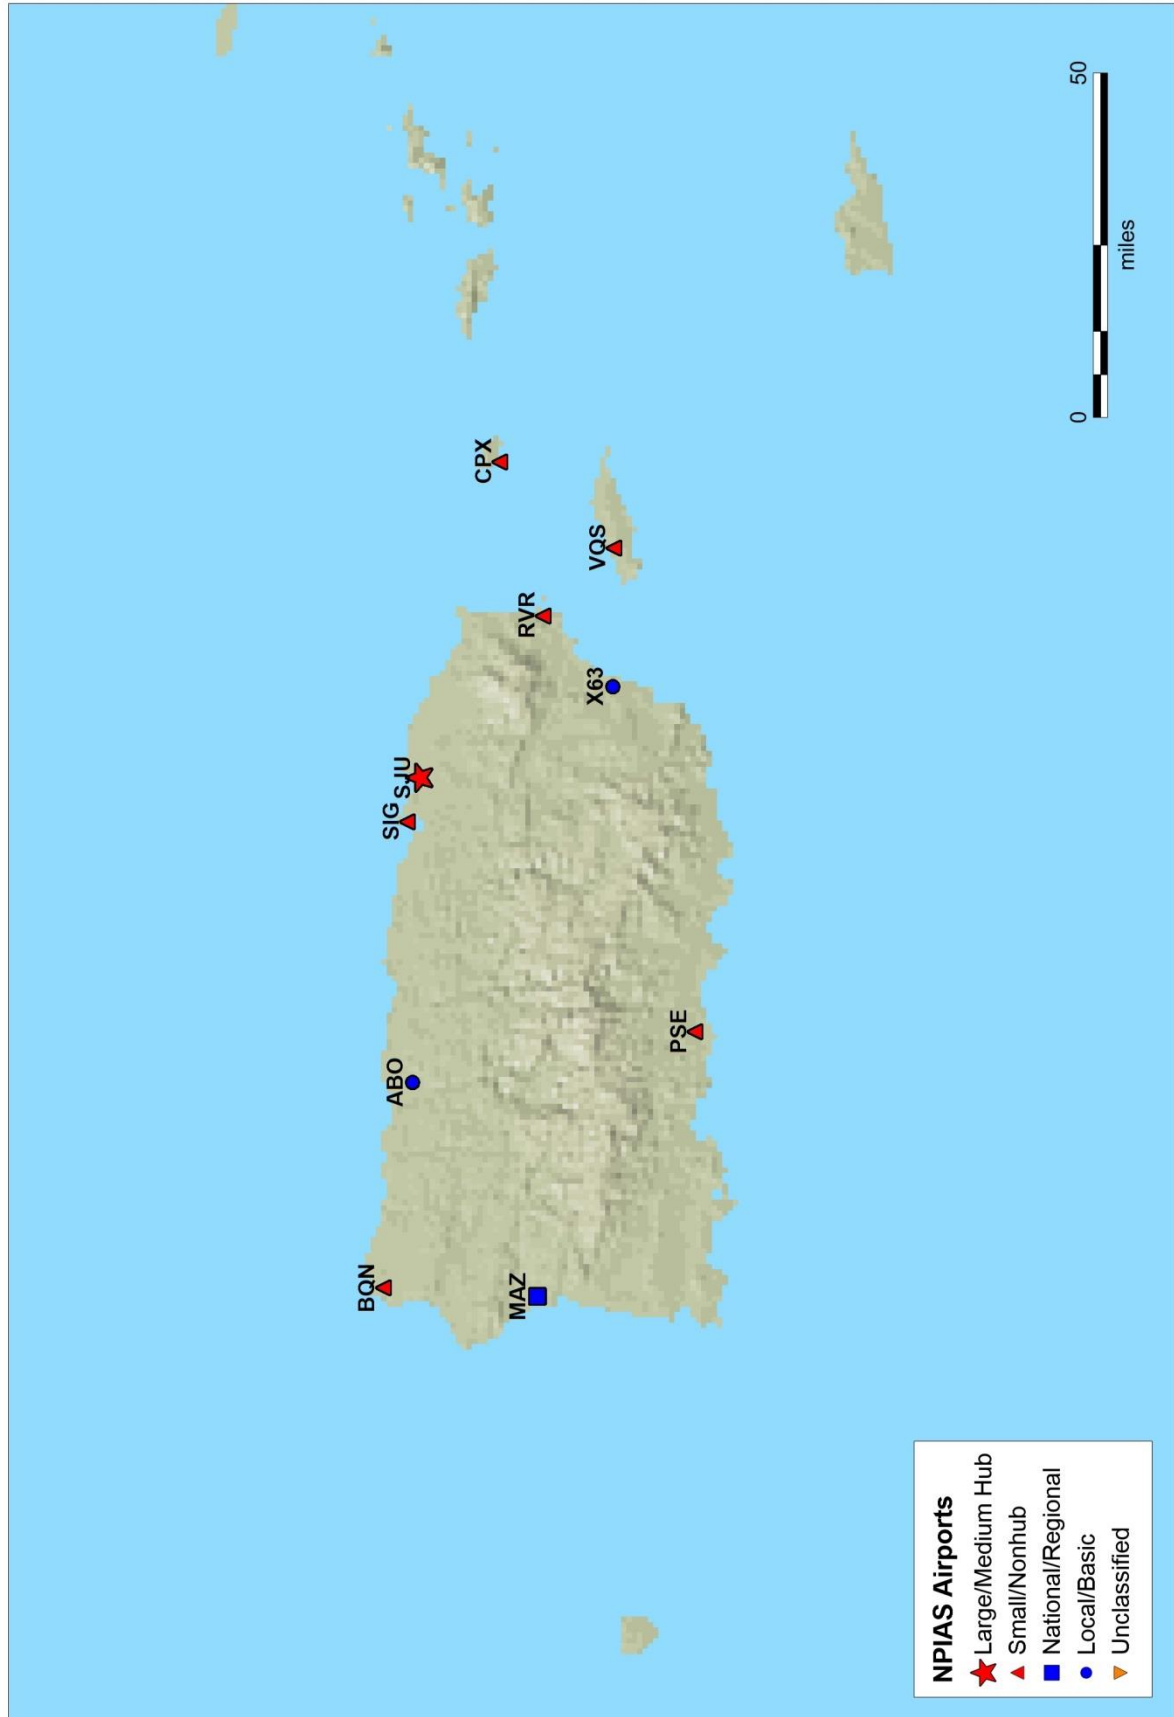 BQN
ABO
SIG
SJU
CPX
RVR
MAZ
VQS
X63
PSE
NPIAS Airports
Large/Medium Hub
Small/Nonhub
National/Regional
Local/Basic
Unclassified
0
50
miles